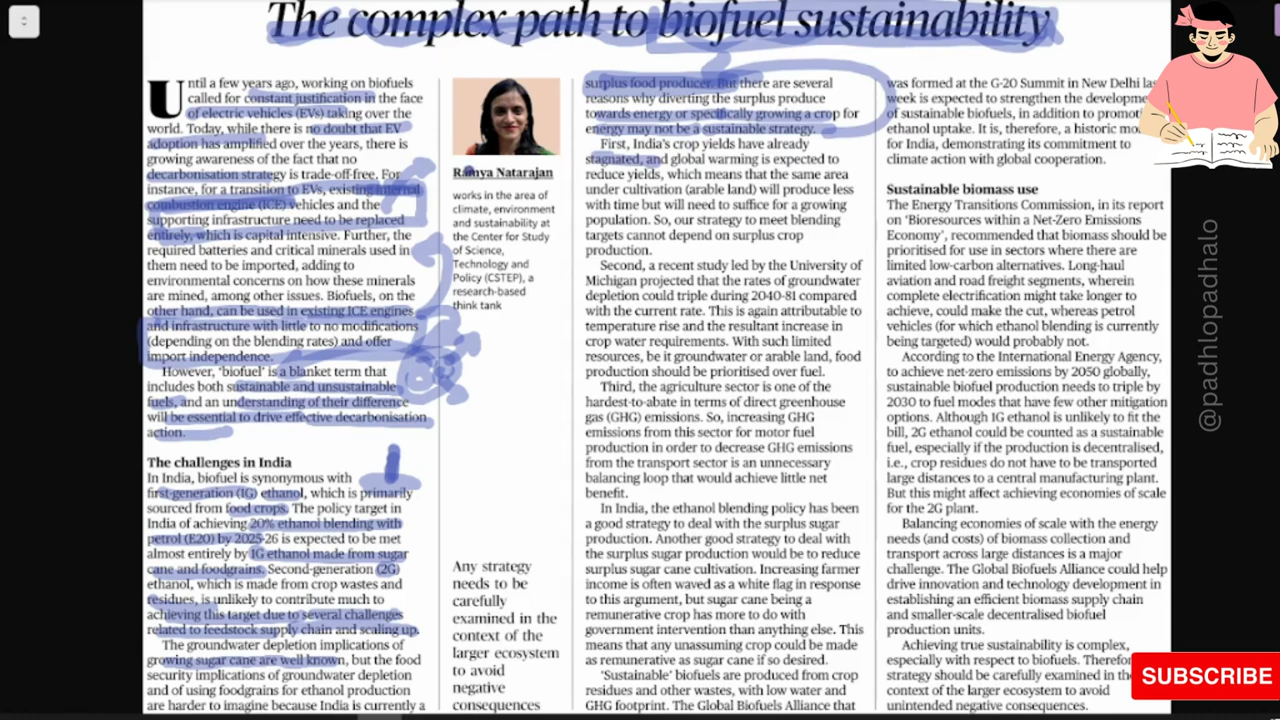 The complex path to biofuel sustainability
Until a few years ago, working on biofuels
called for constant justification in the face
of electric vehicles (EVs) taking over the
world. Today, while there is no doubt that EV
adoption has amplified over the years, there is
growing awareness of the fact that no
decarbonisation strategy is trade-off-free. For
instance, for a transition to EVs, existing internal
combustion engine (ICE) vehicles and the
supporting infrastructure need to be replaced
entirely, which is capital intensive. Further, the
required batteries and critical minerals used in
them need to be imported, adding to
environmental concerns on how these minerals
are mined, among other issues. Biofuels, on the
other hand, can be used in existing ICE engines
and infrastructure with little to no modifications
(depending on the blending rates) and offer
import independence.
However, 'biofuel' is a blanket term that
includes both sustainable and unsustainable
fuels, and an understanding of their difference
will be essential to drive effective decarbonisation
action.
The challenges in India
In India, biofuel is synonymous with
first-generation (1G) ethanol, which is primarily
sourced from food crops. The policy target in
India of achieving 20% ethanol blending with
petrol (E20) by 2025-26 is expected to be met
almost entirely by 1G ethanol made from sugar
cane and foodgrains. Second-generation (2G)
ethanol, which is made from crop wastes and
residues, is unlikely to contribute much to
achieving this target due to several challenges
related to feedstock supply chain and scaling up.
The groundwater depletion implications of
growing sugar cane are well known, but the food
security implications of groundwater depletion
and of using foodgrains for ethanol production
are harder to imagine because India is currently a
Ramya Natarajan
works in the area of
climate, environment
and sustainability at
the Center for Study
of Science,
Technology and
Policy (CSTEP), a
research-based
think tank
Any strategy
needs to be
carefully
examined in the
context of the
larger ecosystem
to avoid
negative
consequences
surplus food producer. But there are several
reasons why diverting the surplus produce
towards energy or specifically growing a crop for
energy may not be a sustainable strategy.
First, India's crop yields have already
stagnated, and global warming is expected to
reduce yields, which means that the same area
under cultivation (arable land) will produce less
with time but will need to suffice for a growing
population. So, our strategy to meet blending
targets cannot depend on surplus crop
production.
Second, a recent study led by the University of
Michigan projected that the rates of groundwater
depletion could triple during 2040-81 compared
with the current rate. This is again attributable to
temperature rise and the resultant increase in
crop water requirements. With such limited
resources, be it groundwater or arable land, food
production should be prioritised over fuel.
Third, the agriculture sector is one of the
hardest-to-abate in terms of direct greenhouse
gas (GHG) emissions. So, increasing GHG
emissions from this sector for motor fuel
production in order to decrease GHG emissions
from the transport sector is an unnecessary
balancing loop that would achieve little net
benefit.
In India, the ethanol blending policy has been
a good strategy to deal with the surplus sugar
production. Another good strategy to deal with
the surplus sugar production would be to reduce
surplus sugar cane cultivation. Increasing farmer
income is often waved as a white flag in response
to this argument, but sugar cane being a
remunerative crop has more to do with
government intervention than anything else. This
means that any unassuming crop could be made
as remunerative as sugar cane if so desired.
'Sustainable' biofuels are produced from crop
residues and other wastes, with low water and
GHG footprint. The Global Biofuels Alliance that
was formed at the G-20 Summit in New Delhi
week is expected to strengthen the
of sustainable biofuels, in addition to
ethanol uptake. It is, therefore, a historic
for India, demonstrating its commitment to
climate action with global cooperation.
Sustainable biomass use
The Energy Transitions Commission, in its report
on 'Bioresources within a Net-Zero Emissions
Economy', recommended that biomass should be
prioritised for use in sectors where there are
limited low-carbon alternatives. Long-haul
aviation and road freight segments, wherein
complete electrification might take longer to
achieve, could make the cut, whereas petrol
vehicles (for which ethanol blending is currently
being targeted) would probably not.
According to the International Energy Agency,
to achieve net-zero emissions by 2050 globally,
sustainable biofuel production needs to triple by
2030 to fuel modes that have few other mitigation
options. Although 1G ethanol is unlikely to fit the
bill, 2G ethanol could be counted as a sustainable
fuel, especially if the production is decentralised,
i.e., crop residues do not have to be transported
large distances to a central manufacturing plant.
But this might affect achieving economies of scale
for the 2G plant.
Balancing economies of scale with the energy
needs (and costs) of biomass collection and
transport across large distances is a major
challenge. The Global Biofuels Alliance could help
drive innovation and technology development in
establishing an efficient biomass supply chain
and smaller-scale decentralised biofuel
production units.
Achieving true sustainability is complex,
especially with respect to biofuels.
strategy should be carefully examined in
context of the larger ecosystem to avoid
unintended negative consequences.
@padhlopadhalo
SUBSCRIBE